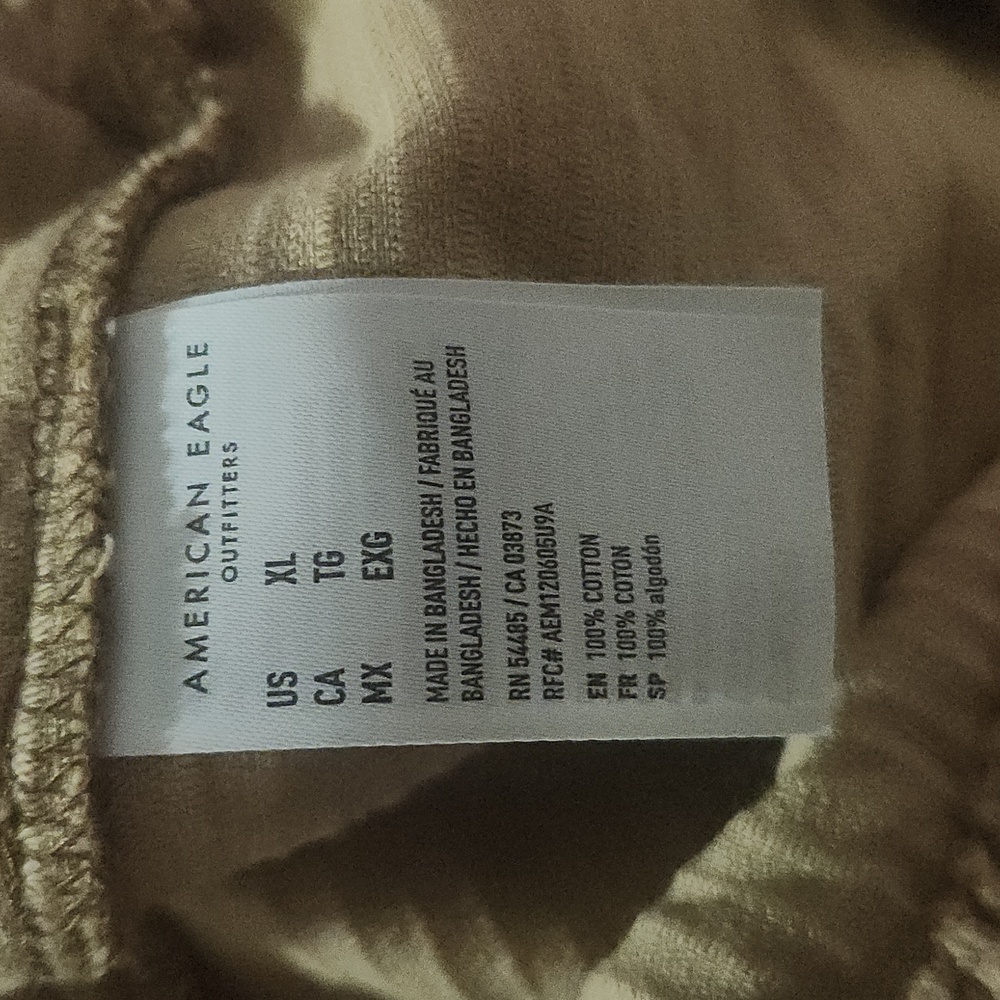 AMERICAN EAGLE
OUTFITTERS
US XL
CA TG
MX EXG
MADE IN BANGLADESH / FABRIQUÉ AU
BANGLADESH / HECHO EN BANGLADESH
RN 54485 / CA 03873
RFC# AEM120605U9A
EN 100% COTTON
FR 100% COTON
SP 100% algodón